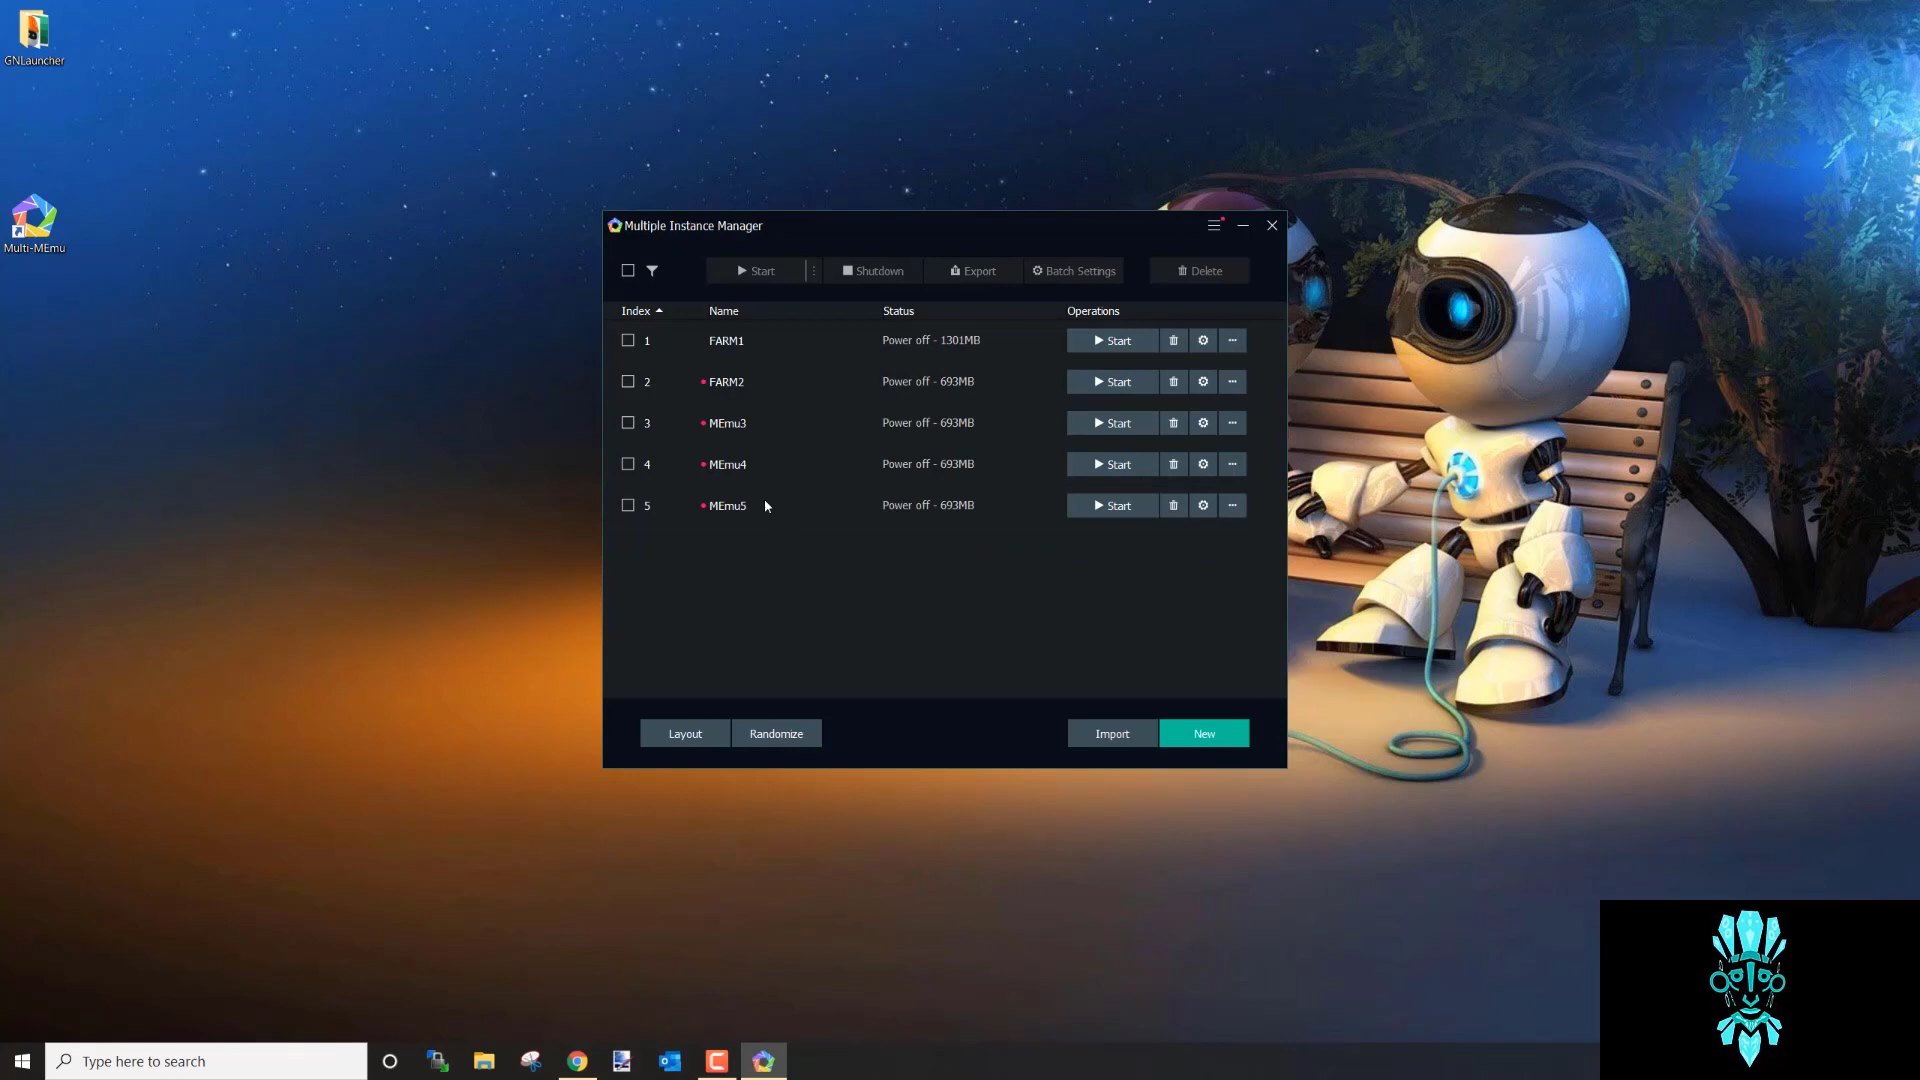 GNLauncher
Multi-MEmu
Multiple Instance Manager
Start Shutdown Export Batch Settings Delete
Index Name Status Operations
1 FARM1 Power off - 1301MB Start
2 FARM2 Power off - 693MB Start
3 MEmu3 Power off - 693MB Start
4 MEmu4 Power off - 693MB Start
5 MEmu5 Power off - 693MB Start
Layout Randomize Import New
Type here to search